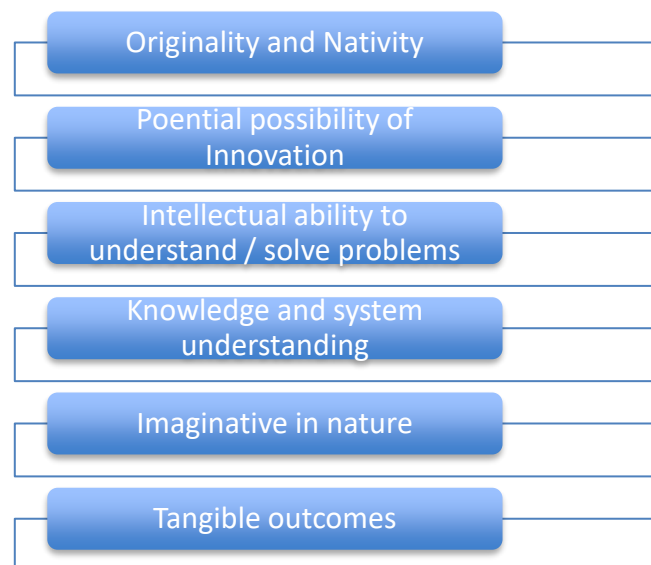 Originality and Nativity
Poential possibility of
Innovation
Intellectual ability to
understand / solve problems
Knowledge and system
understanding
Imaginative in nature
Tangible outcomes